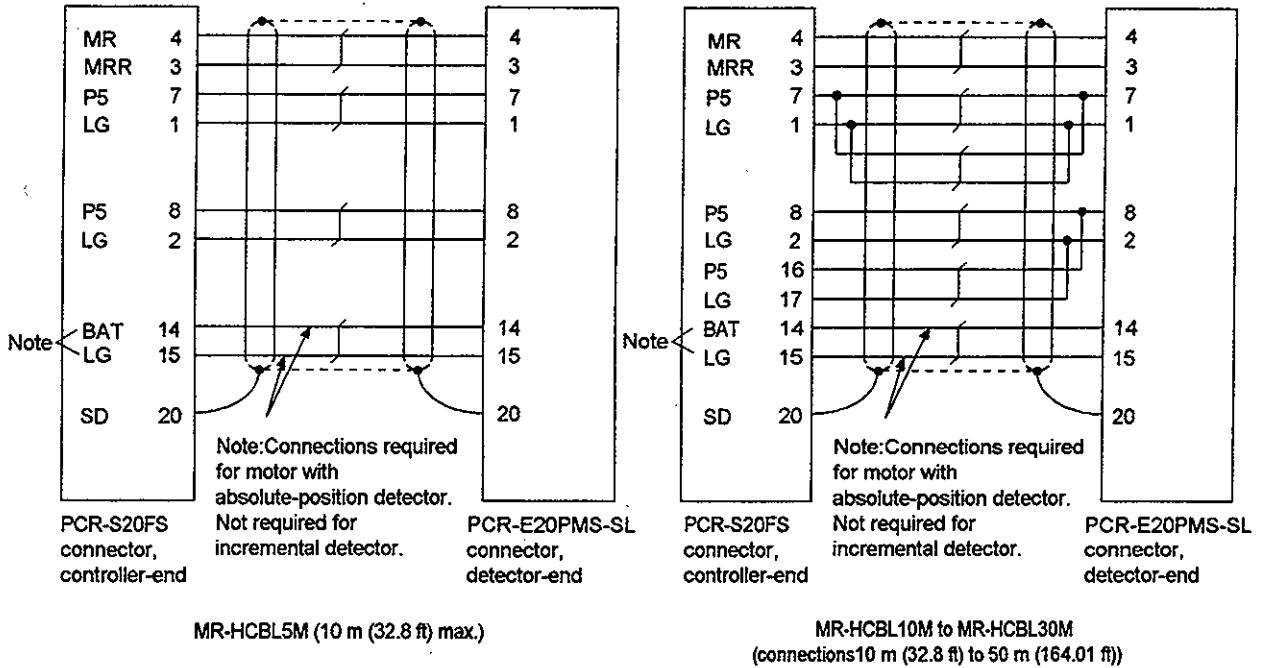 MR 4 4
MRR 3 3
P5 7 7
LG 1 1
P5 8 8
LG 2 2
Note
BAT 14 14
LG 15 15
SD 20 20
Note:Connections required
for motor with
absolute-position detector.
Not required for
incremental detector.
PCR-S20FS
connector,
controller-end
PCR-E20PMS-SL
connector,
detector-end
MR-HCBL5M (10 m (32.8 ft) max.)
MR 4 4
MRR 3 3
P5 7 7
LG 1 1
P5 8 8
LG 2 2
P5 16
LG 17
Note
BAT 14 14
LG 15 15
SD 20 20
Note:Connections required
for motor with
absolute-position detector.
Not required for
incremental detector.
PCR-S20FS
connector,
controller-end
PCR-E20PMS-SL
connector,
detector-end
MR-HCBL10M to MR-HCBL30M
(connections10 m (32.8 ft) to 50 m (164.01 ft))